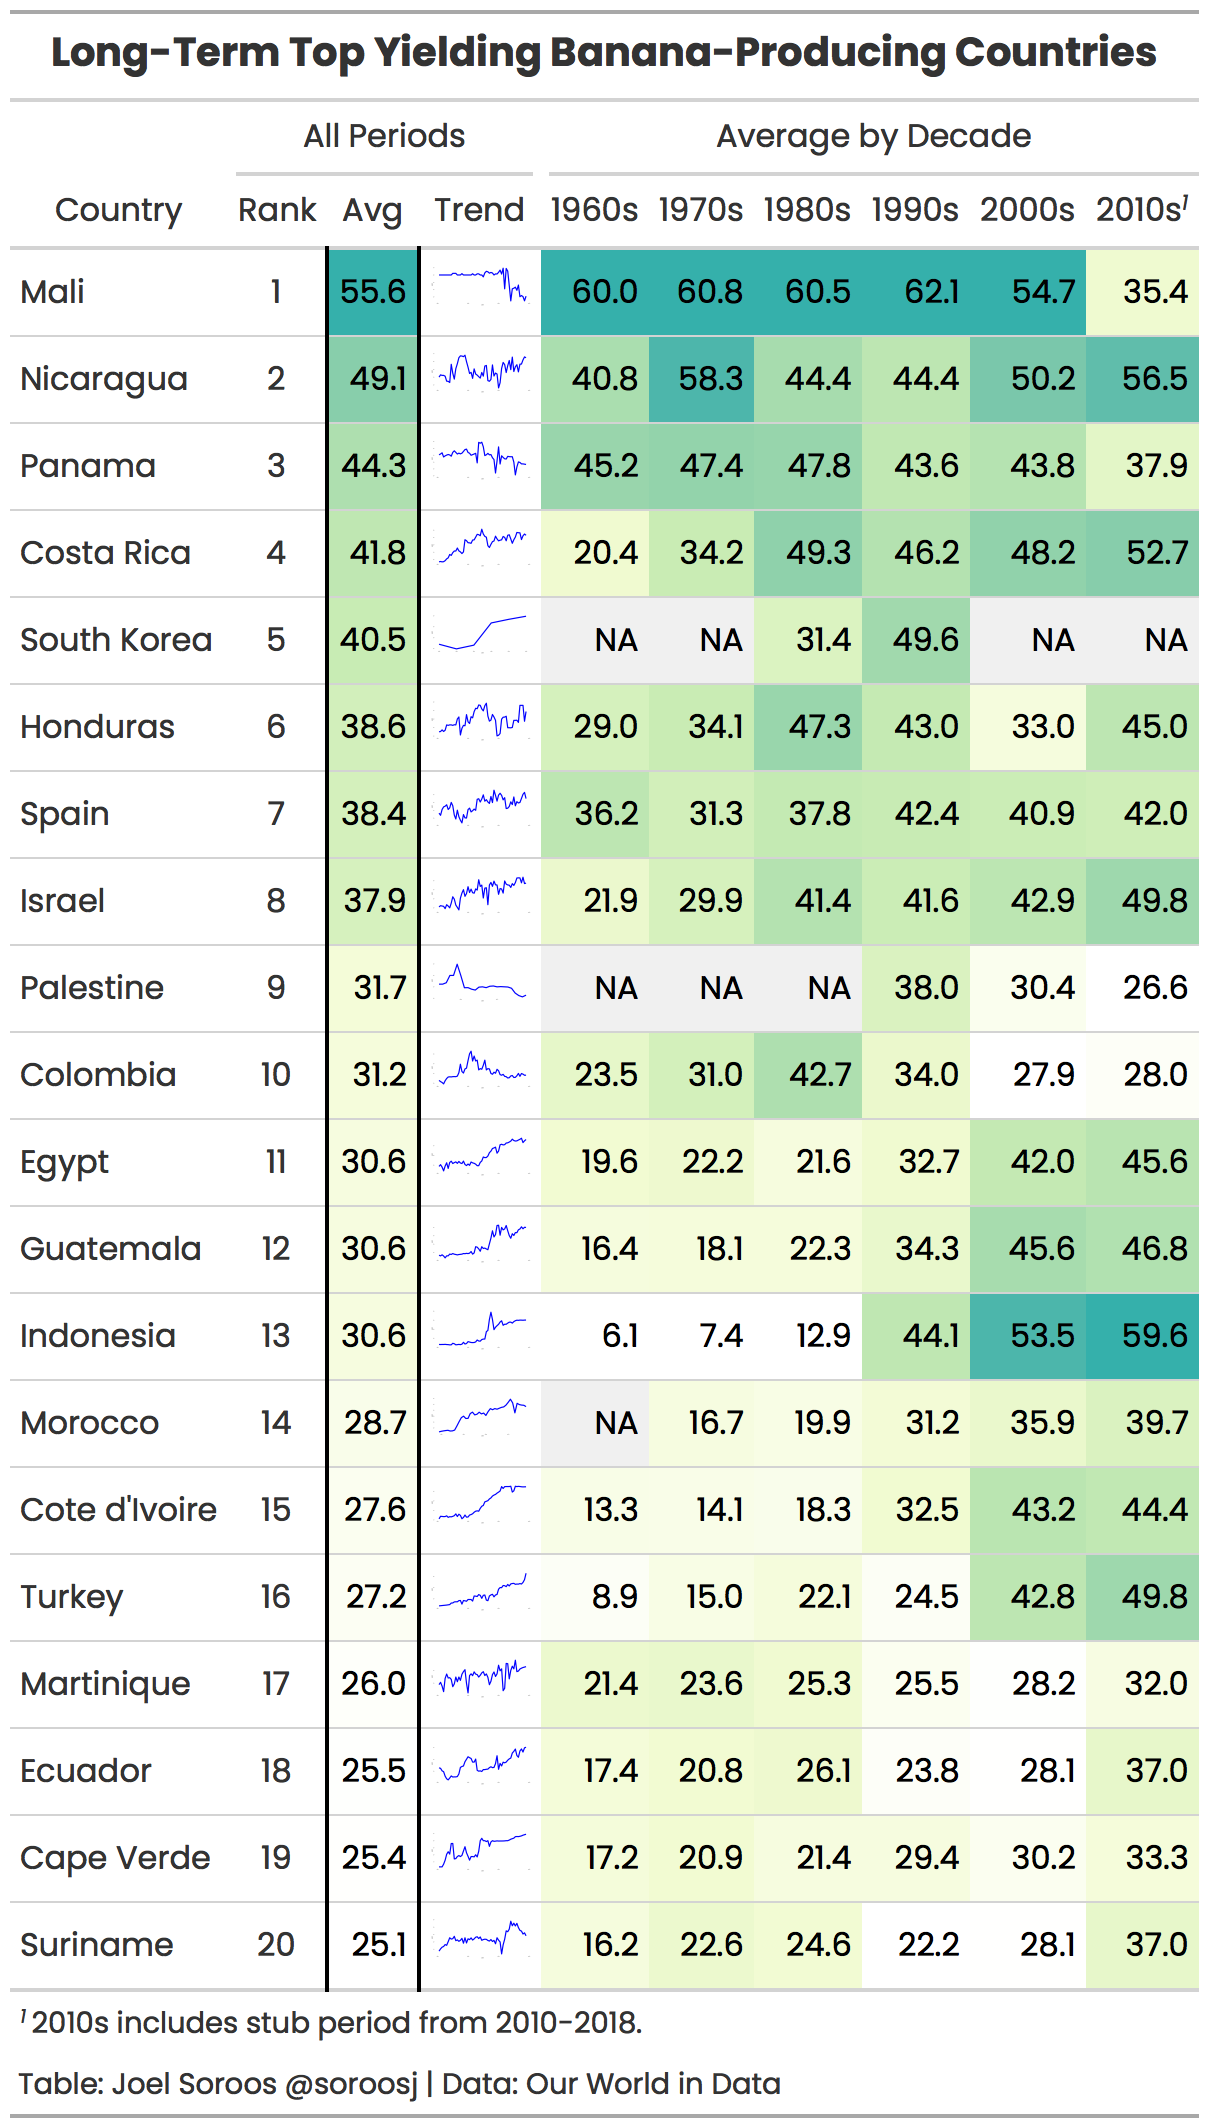 Long-Term Top Yielding Banana-Producing Countries
All Periods Average by Decade
Country Rank Avg Trend 1960s 1970s 1980s 1990s 2000s 2010s1
Mali 1 55.6 60.0 60.8 60.5 62.1 54.7 35.4
Nicaragua 2 49.1 40.8 58.3 44.4 44.4 50.2 56.5
Panama 3 44.3 45.2 47.4 47.8 43.6 43.8 37.9
Costa Rica 4 41.8 20.4 34.2 49.3 46.2 48.2 52.7
South Korea 5 40.5 NA NA 31.4 49.6 NA NA
Honduras 6 38.6 29.0 34.1 47.3 43.0 33.0 45.0
Spain 7 38.4 36.2 31.3 37.8 42.4 40.9 42.0
Israel 8 37.9 21.9 29.9 41.4 41.6 42.9 49.8
Palestine 9 31.7 NA NA NA 38.0 30.4 26.6
Colombia 10 31.2 23.5 31.0 42.7 34.0 27.9 28.0
Egypt 11 30.6 19.6 22.2 21.6 32.7 42.0 45.6
Guatemala 12 30.6 16.4 18.1 22.3 34.3 45.6 46.8
Indonesia 13 30.6 6.1 7.4 12.9 44.1 53.5 59.6
Morocco 14 28.7 NA 16.7 19.9 31.2 35.9 39.7
Cote d'Ivoire 15 27.6 13.3 14.1 18.3 32.5 43.2 44.4
Turkey 16 27.2 8.9 15.0 22.1 24.5 42.8 49.8
Martinique 17 26.0 21.4 23.6 25.3 25.5 28.2 32.0
Ecuador 18 25.5 17.4 20.8 26.1 23.8 28.1 37.0
Cape Verde 19 25.4 17.2 20.9 21.4 29.4 30.2 33.3
Suriname 20 25.1 16.2 22.6 24.6 22.2 28.1 37.0
1 2010s includes stub period from 2010-2018.
Table: Joel Soroos @soroosj | Data: Our World in Data